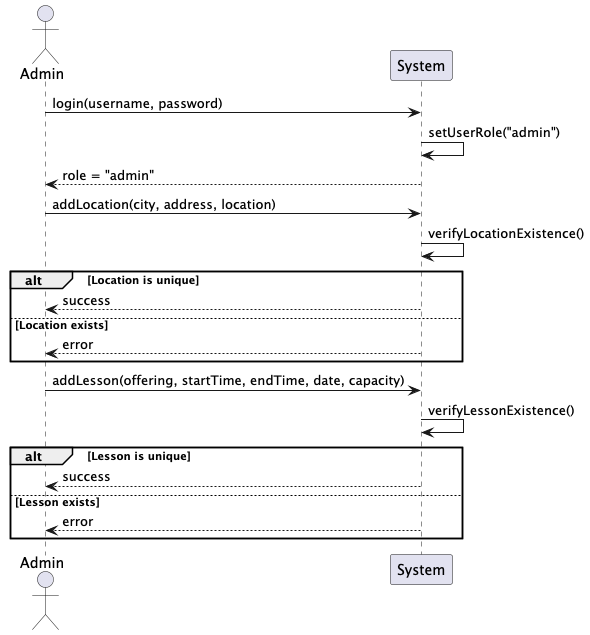 Admin
System
login(username, password)
setUserRole("admin")
role = "admin"
addLocation(city, address, location)
verifyLocationExistence()
alt [Location is unique]
success
[Location exists]
error
addLesson(offering, startTime, endTime, date, capacity)
verifyLessonExistence()
alt [Lesson is unique]
success
[Lesson exists]
error
Admin
System